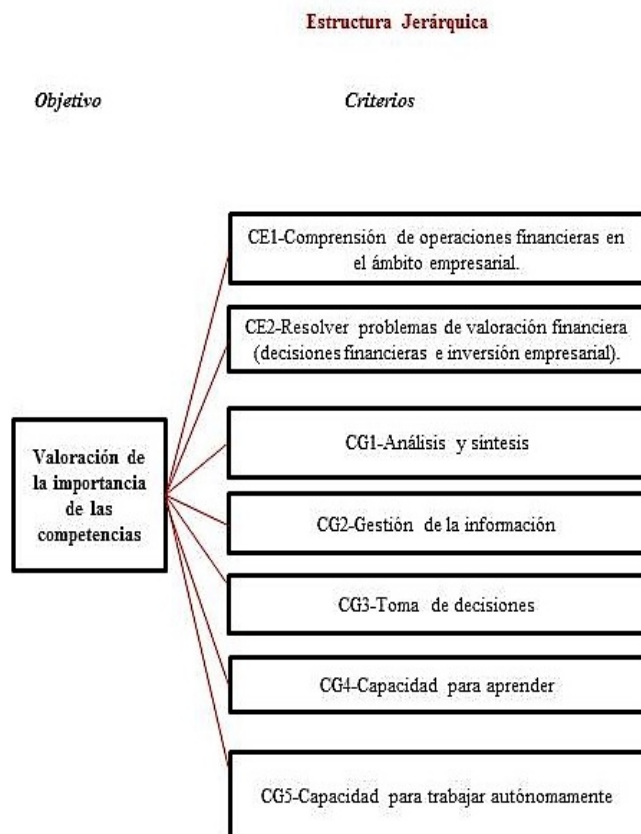 Estructura Jerárquica
Objetivo
Criterios
CE1-Comprensión de operaciones financieras en
el ámbito empresarial.
CE2-Resolver problemas de valoración financiera
(decisiones financieras e inversión empresarial).
Valoración de
la importancia
de las
competencias
CG1-Análisis y síntesis
CG2-Gestión de la información
CG3-Toma de decisiones
CG4-Capacidad para aprender
CG5-Capacidad para trabajar autónomamente